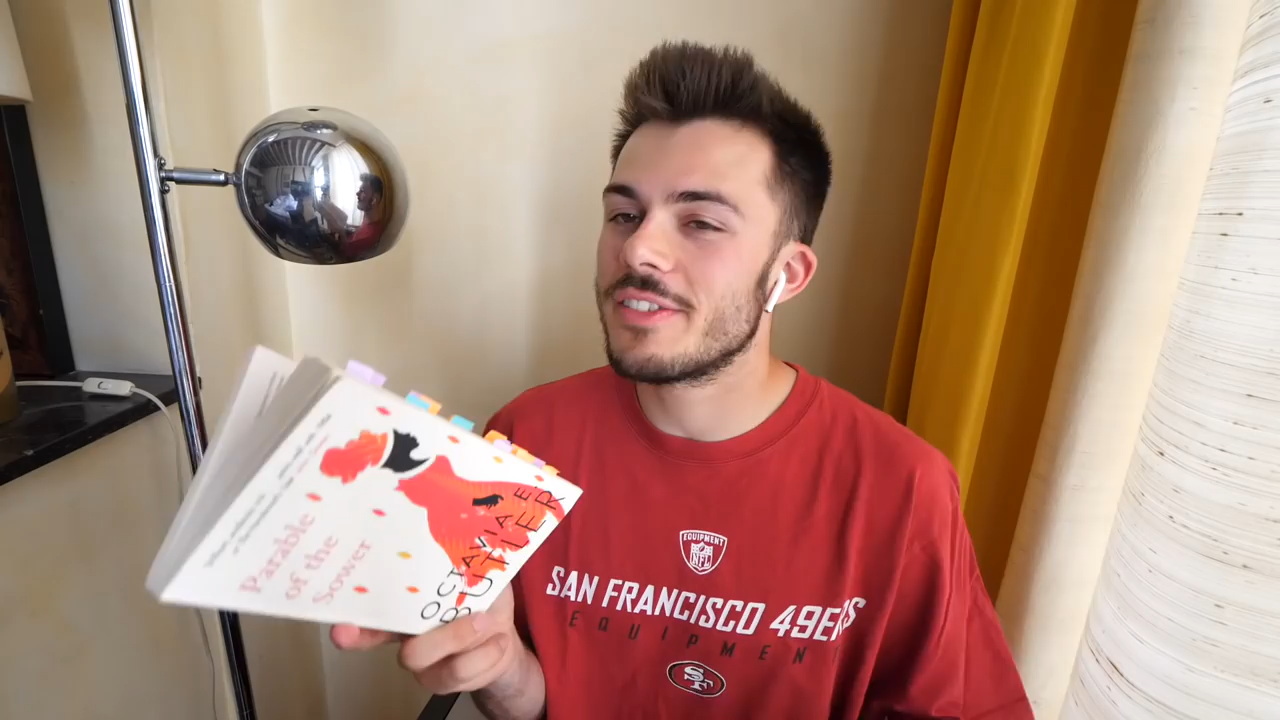 Parable
of the
Sower
OCTAVIA E.
BUTLER
EQUIPMENT
NFL
SAN FRANCISCO 49ERS
EQUIPMENT
SF